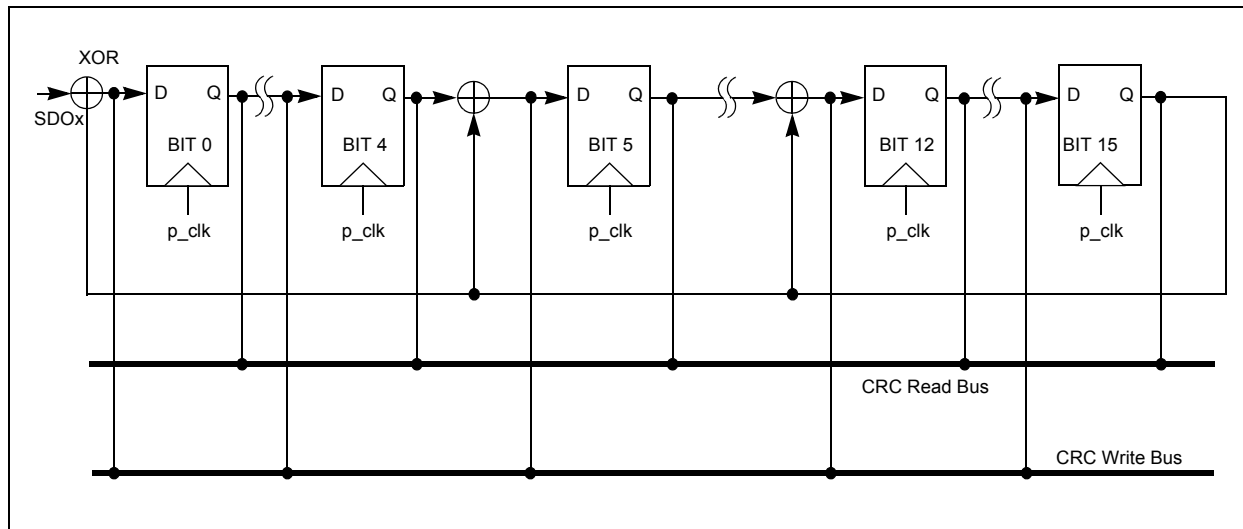 XOR
SDOx
D Q
BIT 0
p_clk
D Q
BIT 4
p_clk
D Q
BIT 5
p_clk
D Q
BIT 12
p_clk
D Q
BIT 15
p_clk
CRC Read Bus
CRC Write Bus